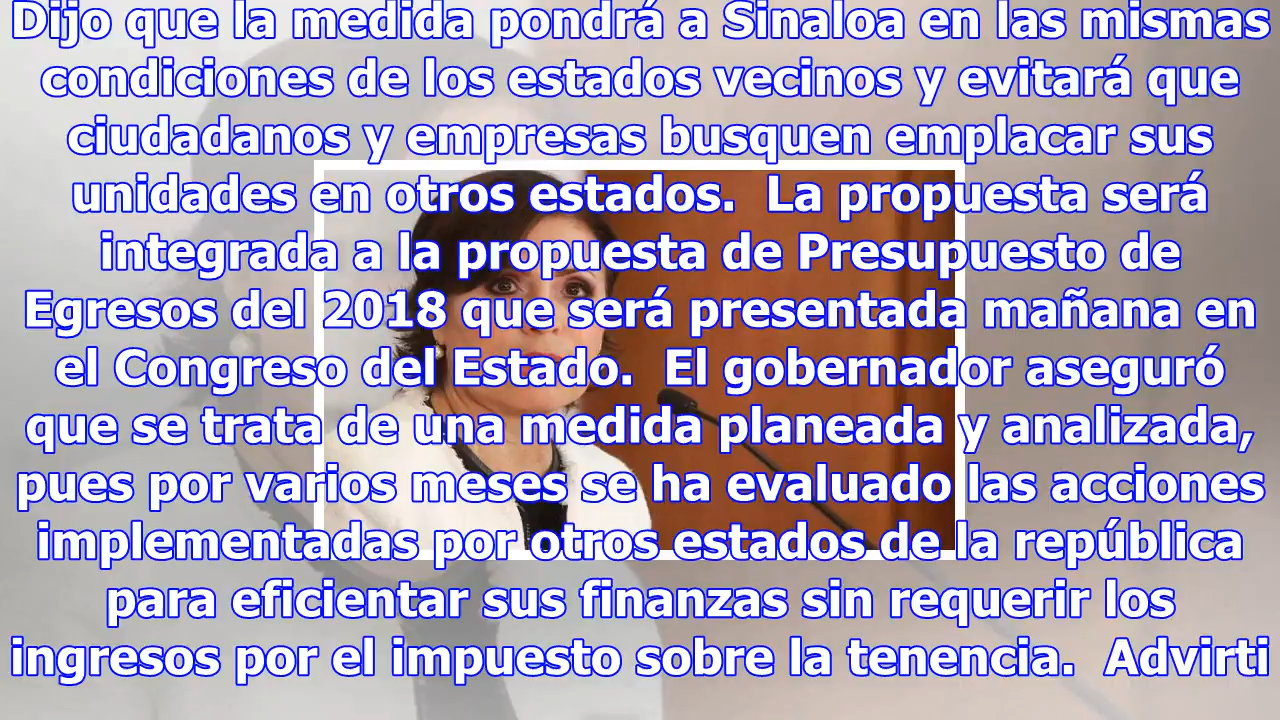 Dijo que la medida pondrá a Sinaloa en las mismas
condiciones de los estados vecinos y evitará que
ciudadanos y empresas busquen emplacar sus
unidades en otros estados.  La propuesta será
integrada a la propuesta de Presupuesto de
Egresos del 2018 que será presentada mañana en
el Congreso del Estado.  El gobernador aseguró
que se trata de una medida planeada y analizada,
pues por varios meses se ha evaluado las acciones
implementadas por otros estados de la república
para eficientar sus finanzas sin requerir los
ingresos por el impuesto sobre la tenencia.  Advirti